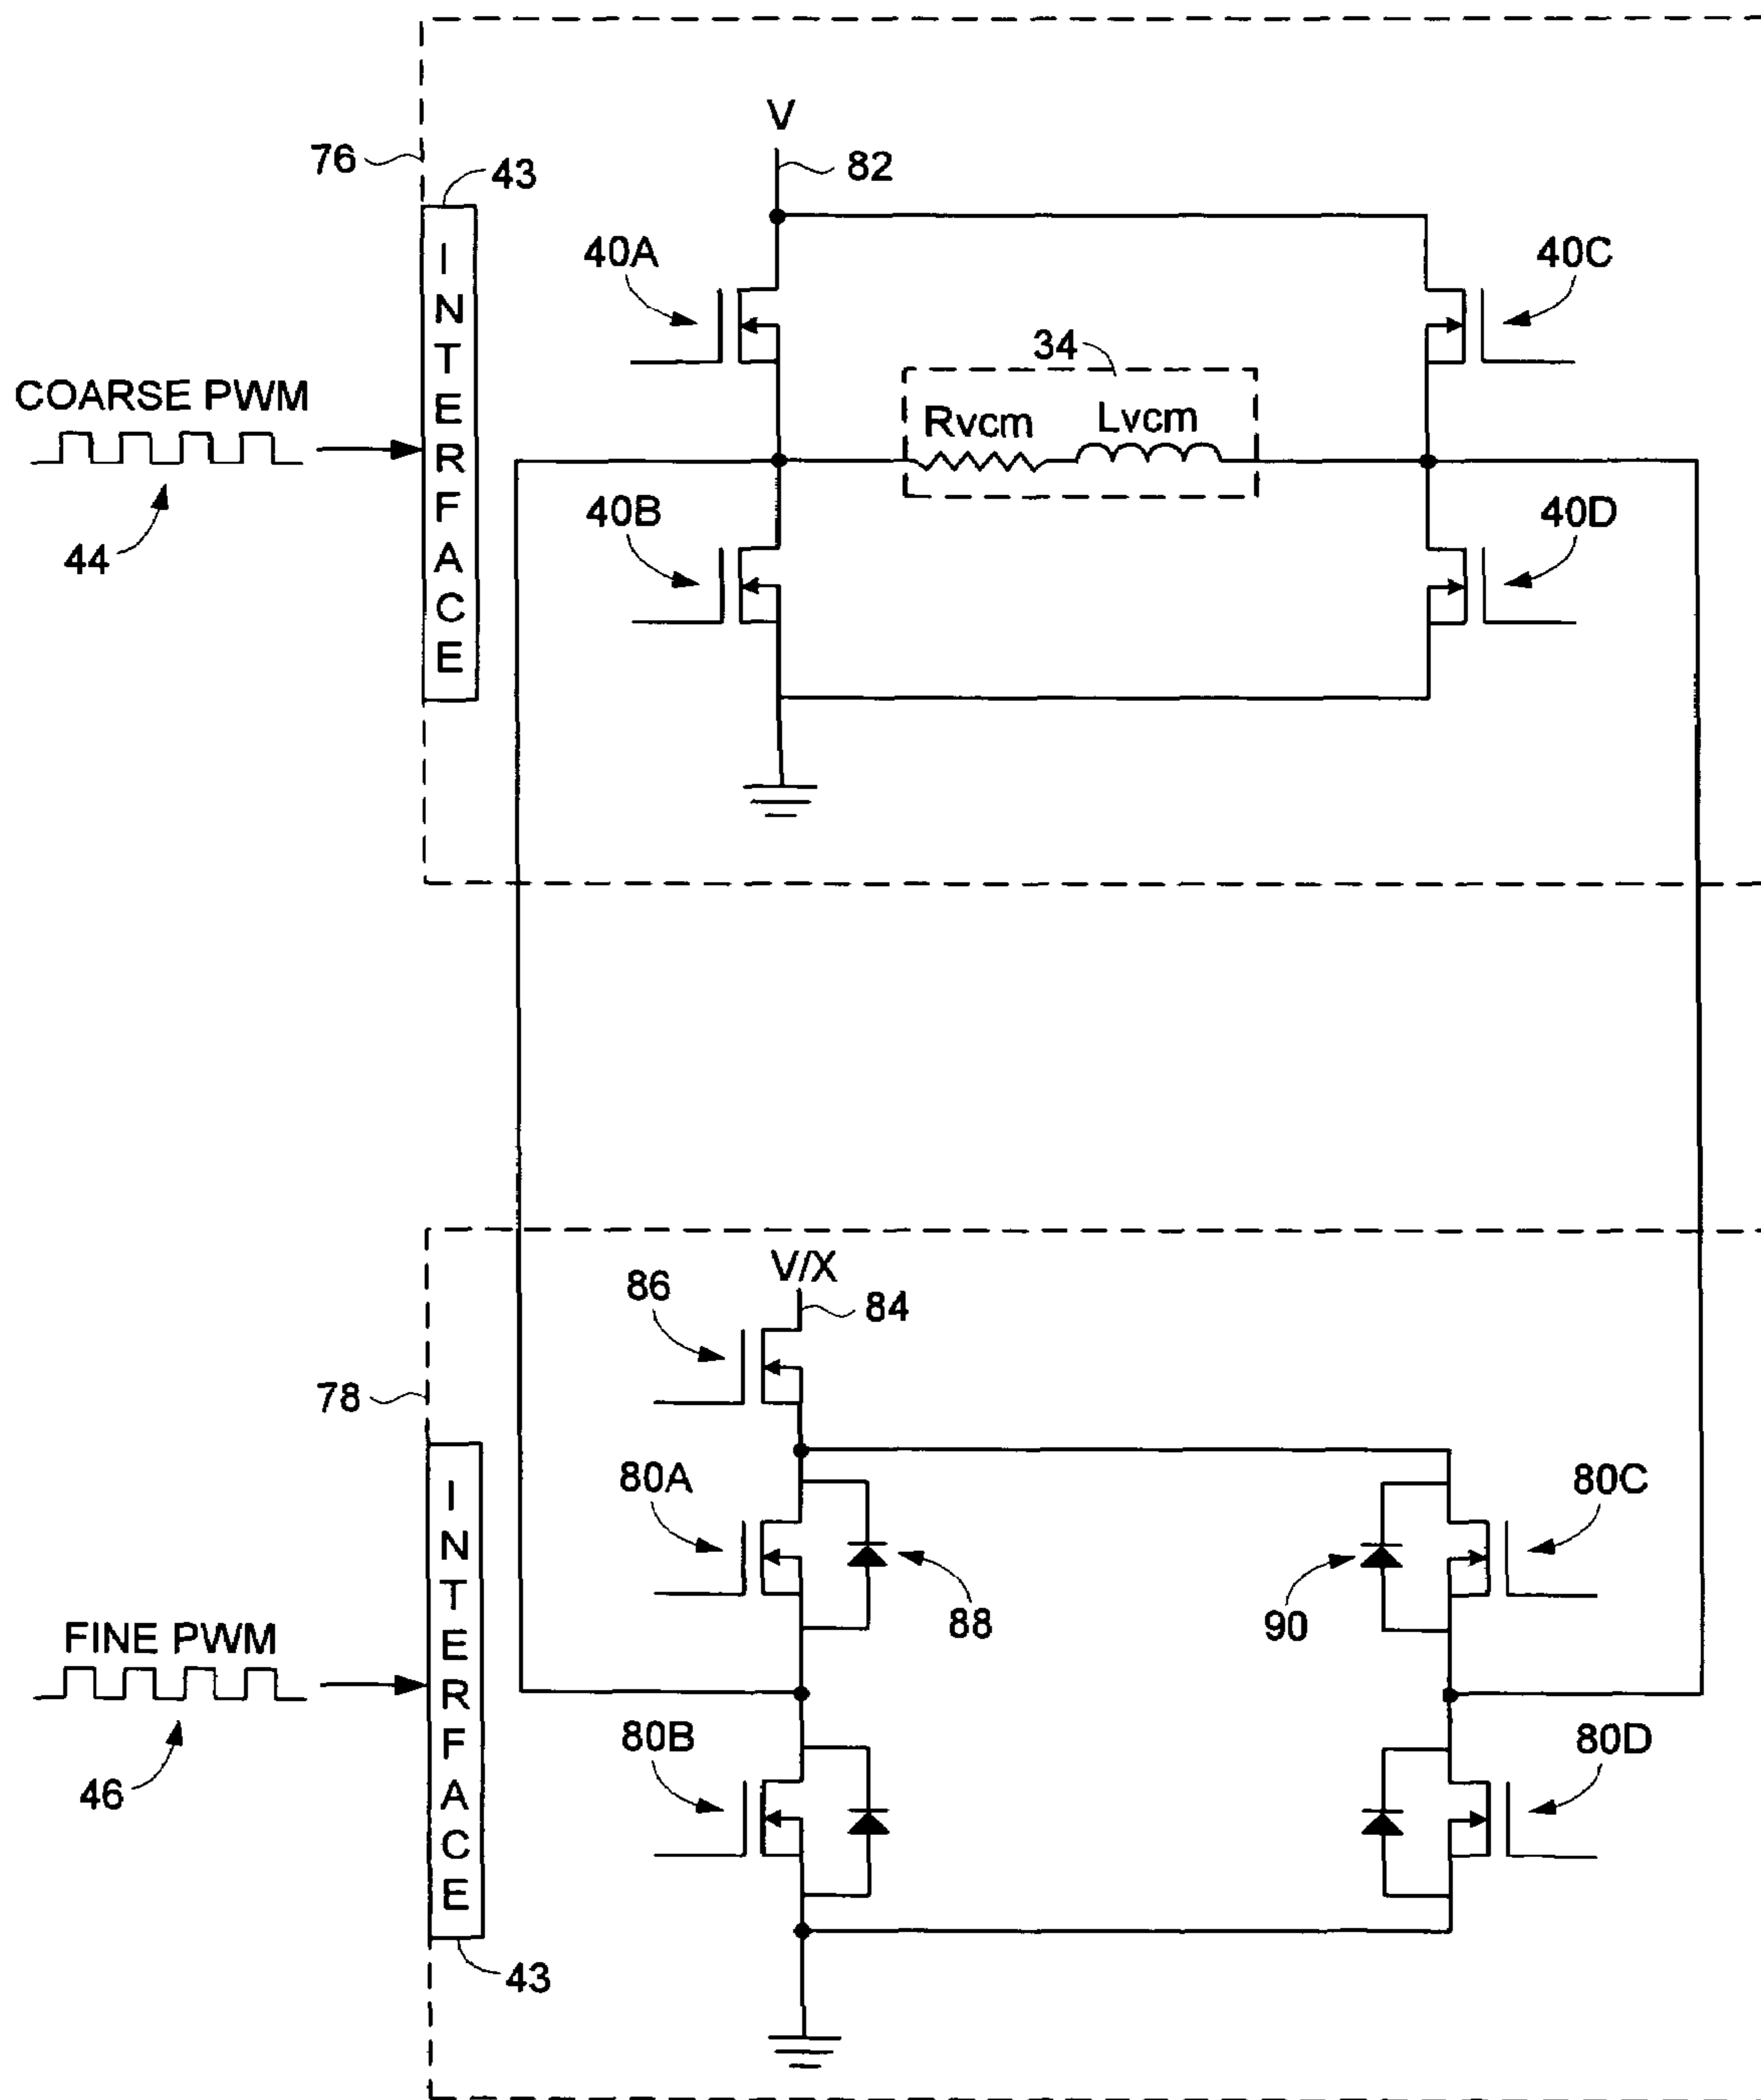 V
82
76
43
INTERFACE
40A
40C
34
Rvcm
Lvcm
COARSE PWM
44
40B
40D
V/X
84
86
78
INTERFACE
80A
80C
88
90
FINE PWM
46
80B
80D
43